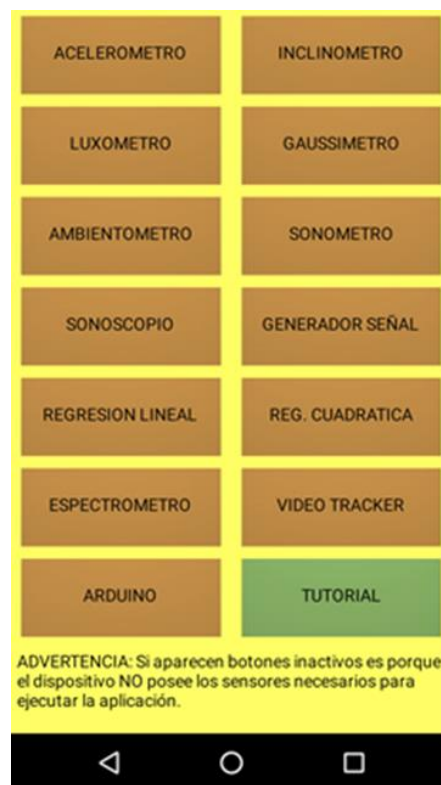 ACELEROMETRO
INCLINOMETRO
LUXOMETRO
GAUSSIMETRO
AMBIENTOMETRO
SONOMETRO
SONOSCOPIO
GENERADOR SEÑAL
REGRESION LINEAL
REG. CUADRATICA
ESPECTROMETRO
VIDEO TRACKER
ARDUINO
TUTORIAL
ADVERTENCIA: Si aparecen botones inactivos es porque
el dispositivo NO posee los sensores necesarios para
ejecutar la aplicación.